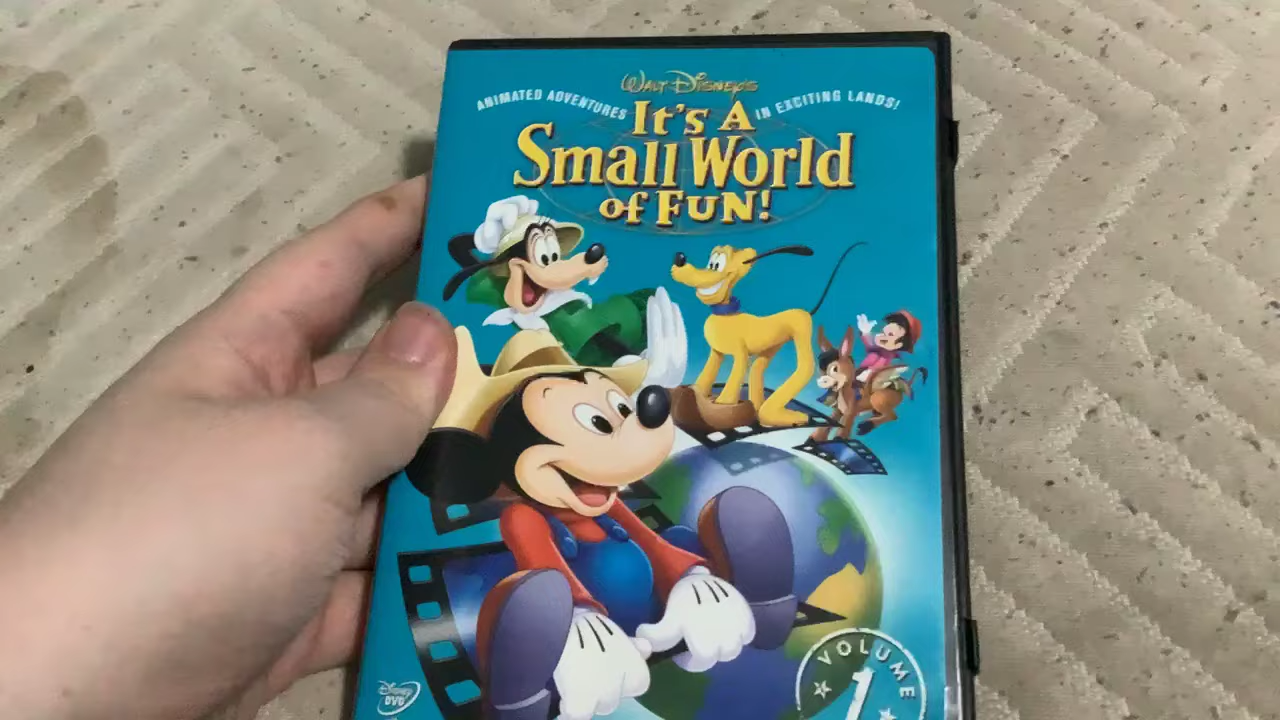 WALT DISNEY'S
ANIMATED ADVENTURES IN EXCITING LANDS!
IT'S A
Small World
of FUN!
VOLUME
1
Disney
DVD